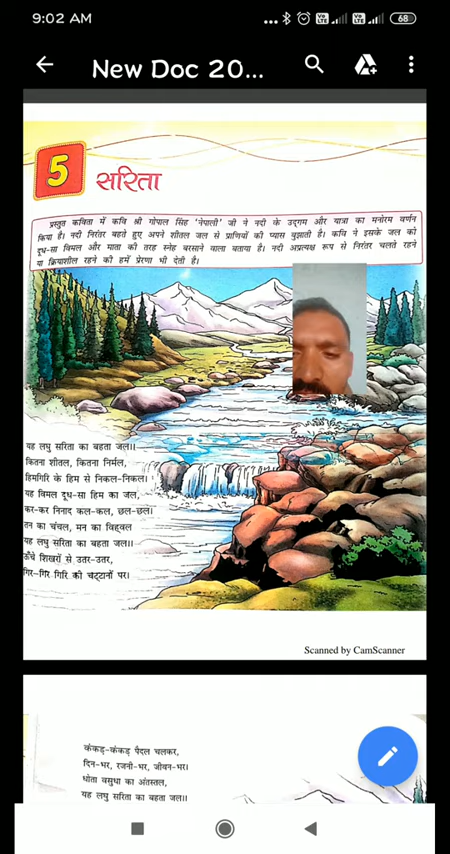 9:02 AM
68
New Doc 20...
5
सरिता
प्रस्तुत कविता में कवि श्री गोपाल सिंह 'नेपाली' जी ने नदी के उद्गम और यात्रा का मनोरम वर्णन
किया है। नदी निरंतर बहते हुए अपने शीतल जल से प्राणियों की प्यास बुझाती है। कवि ने इसके जल को
दूध-सा विमल और माता की तरह स्नेह बरसाने वाला बताया है। नदी अप्रत्यक्ष रूप से निरंतर चलते रहने
या क्रियाशील रहने की हमें प्रेरणा भी देती है।
यह लघु सरिता का बहता जल॥
कितना शीतल, कितना निर्मल,
हिमगिरि के हिम से निकल-निकल।
यह विमल दूध-सा हिम का जल,
कर-कर निनाद कल-कल, छल-छल।
तन का चंचल, मन का विह्वल
यह लघु सरिता का बहता जल॥
ऊँचे शिखरों से उतर-उतर,
गिर-गिर गिरि की चट्टानों पर।
Scanned by CamScanner
कंकड़-कंकड़ पैदल चलकर,
दिन-भर, रजनी-भर, जीवन-भर।
धोता वसुधा का अंतस्तल,
यह लघु सरिता का बहता जल॥